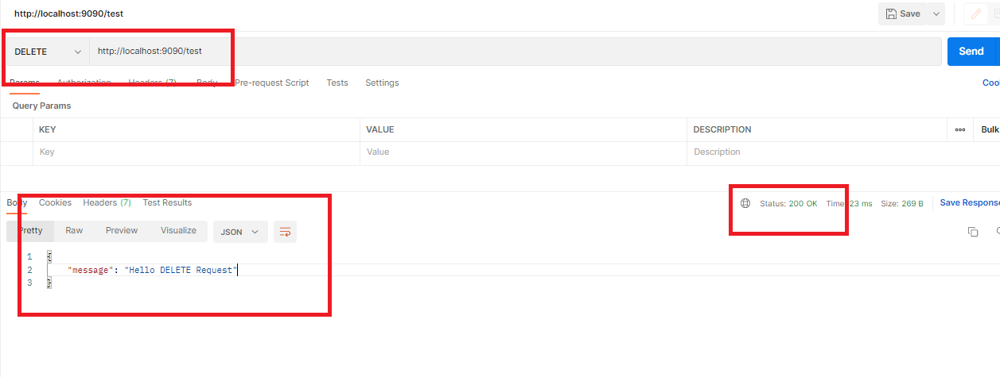 http://localhost:9090/test
Save
DELETE http://localhost:9090/test Send
Params Authorization Headers (7) Body Pre-request Script Tests Settings
Query Params
KEY VALUE DESCRIPTION Bulk
Key Value Description
Body Cookies Headers (7) Test Results Status: 200 OK Time: 23 ms Size: 269 B Save Response
Pretty Raw Preview Visualize JSON
1 {
2 "message": "Hello DELETE Request"
3 }